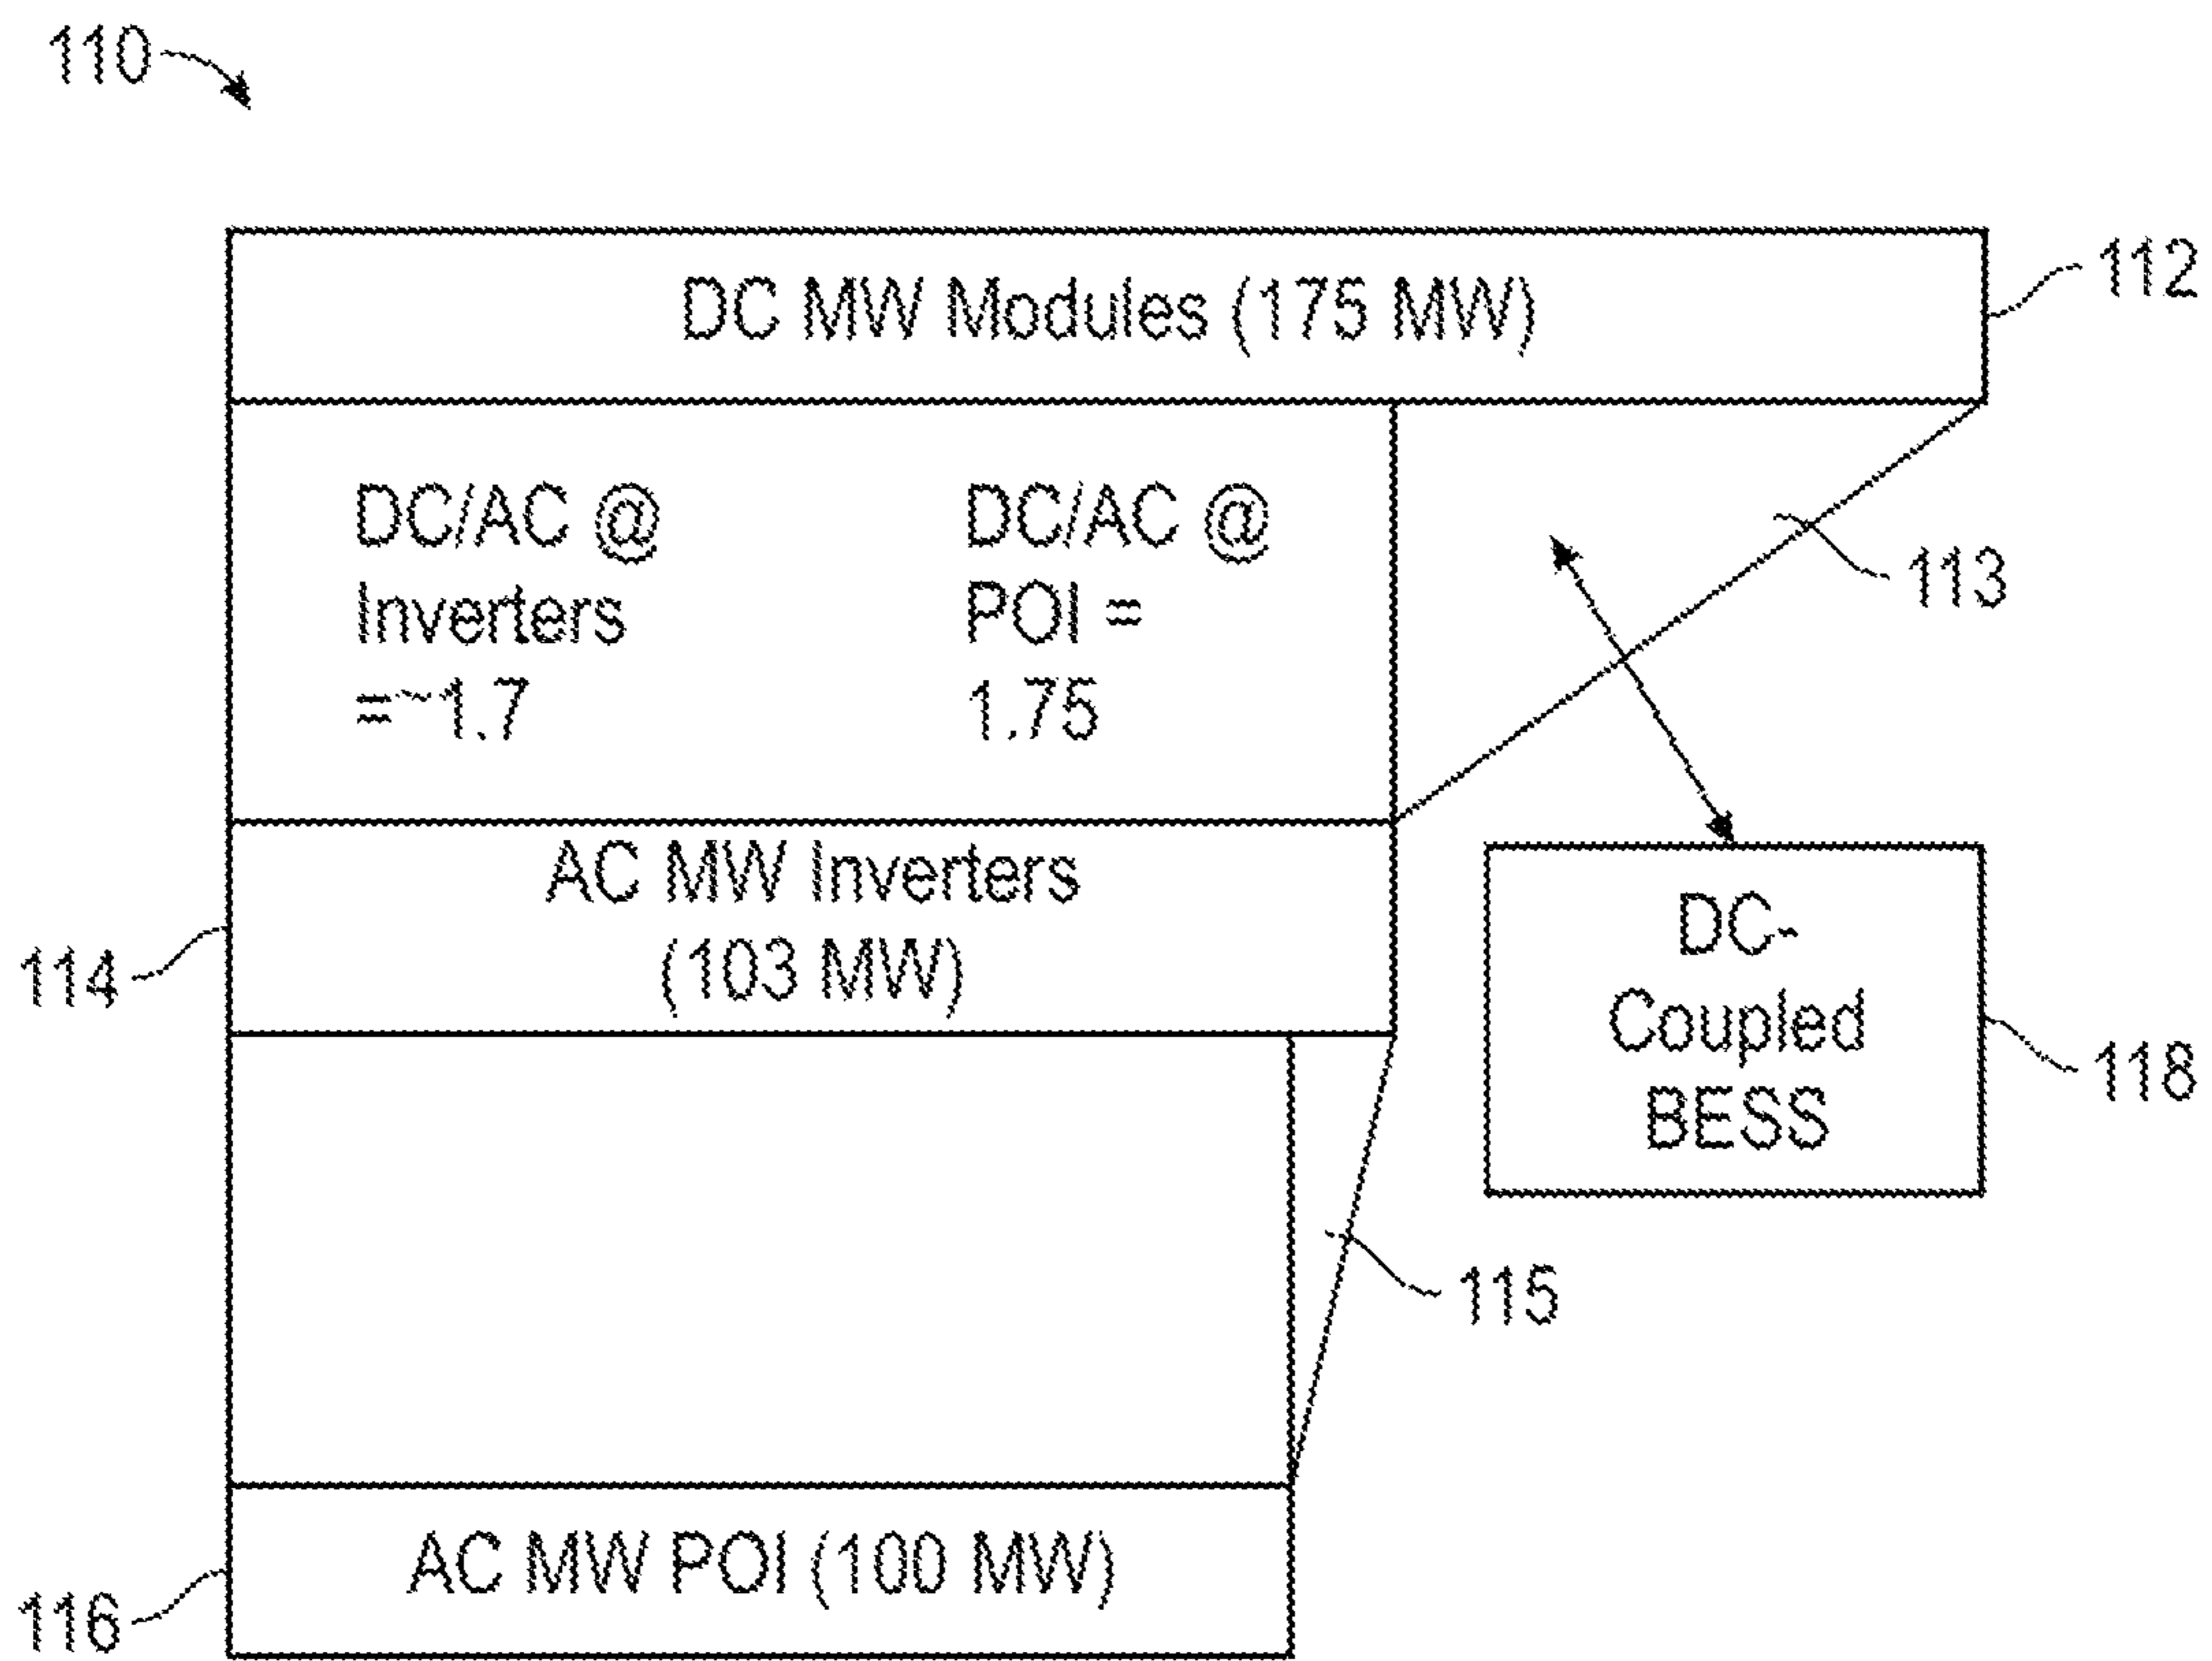 110
DC MW Modules (175 MW)
112
DC/AC @
Inverters
=~1.7
DC/AC @
POI =
1.75
113
AC MW Inverters
(103 MW)
114
DC-
Coupled
BESS
118
115
AC MW POI (100 MW)
116